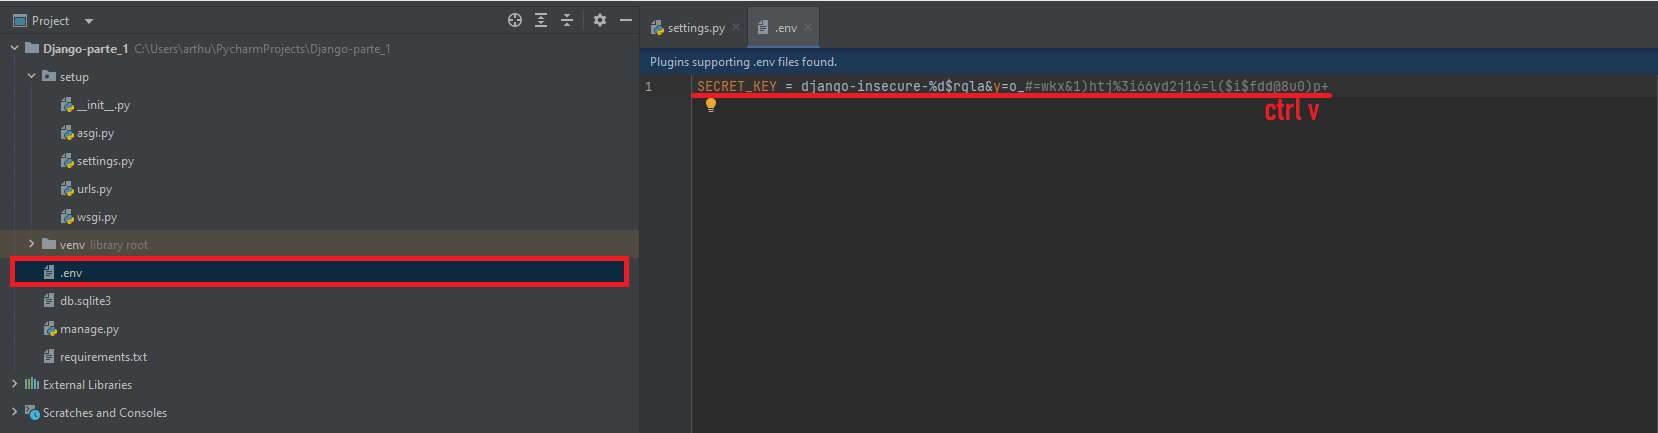 Project
Django-parte_1 C:\Users\arthu\PycharmProjects\Django-parte_1
setup
__init__.py
asgi.py
settings.py
urls.py
wsgi.py
venv library root
.env
db.sqlite3
manage.py
requirements.txt
External Libraries
Scratches and Consoles
settings.py
.env
Plugins supporting .env files found.
1 SECRET_KEY = django-insecure-%d$rqla&y=o_#=wkx&1)htj%3i66yd2j16=l($i$fdd@8u0)p+
ctrl v